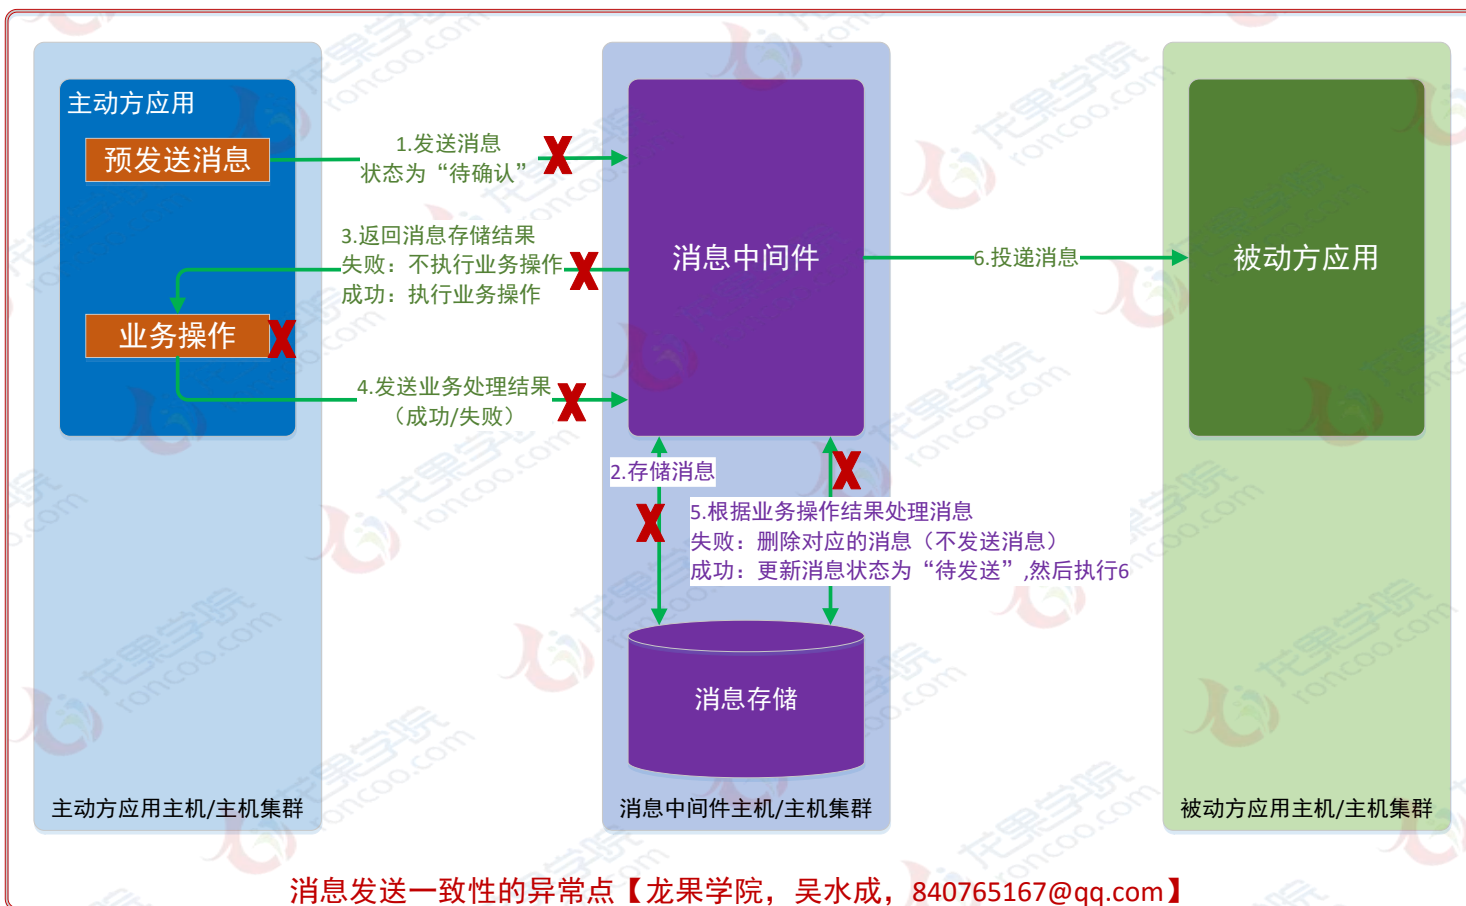 主动方应用
预发送消息
1.发送消息
状态为“待确认”
3.返回消息存储结果
失败：不执行业务操作
成功：执行业务操作
业务操作
4.发送业务处理结果
（成功/失败）
消息中间件
6.投递消息
被动方应用
2.存储消息
5.根据业务操作结果处理消息
失败：删除对应的消息（不发送消息）
成功：更新消息状态为“待发送”,然后执行6
消息存储
主动方应用主机/主机集群
消息中间件主机/主机集群
被动方应用主机/主机集群
消息发送一致性的异常点【龙果学院，吴水成，840765167@qq.com】
龙果学院
roncoo.com